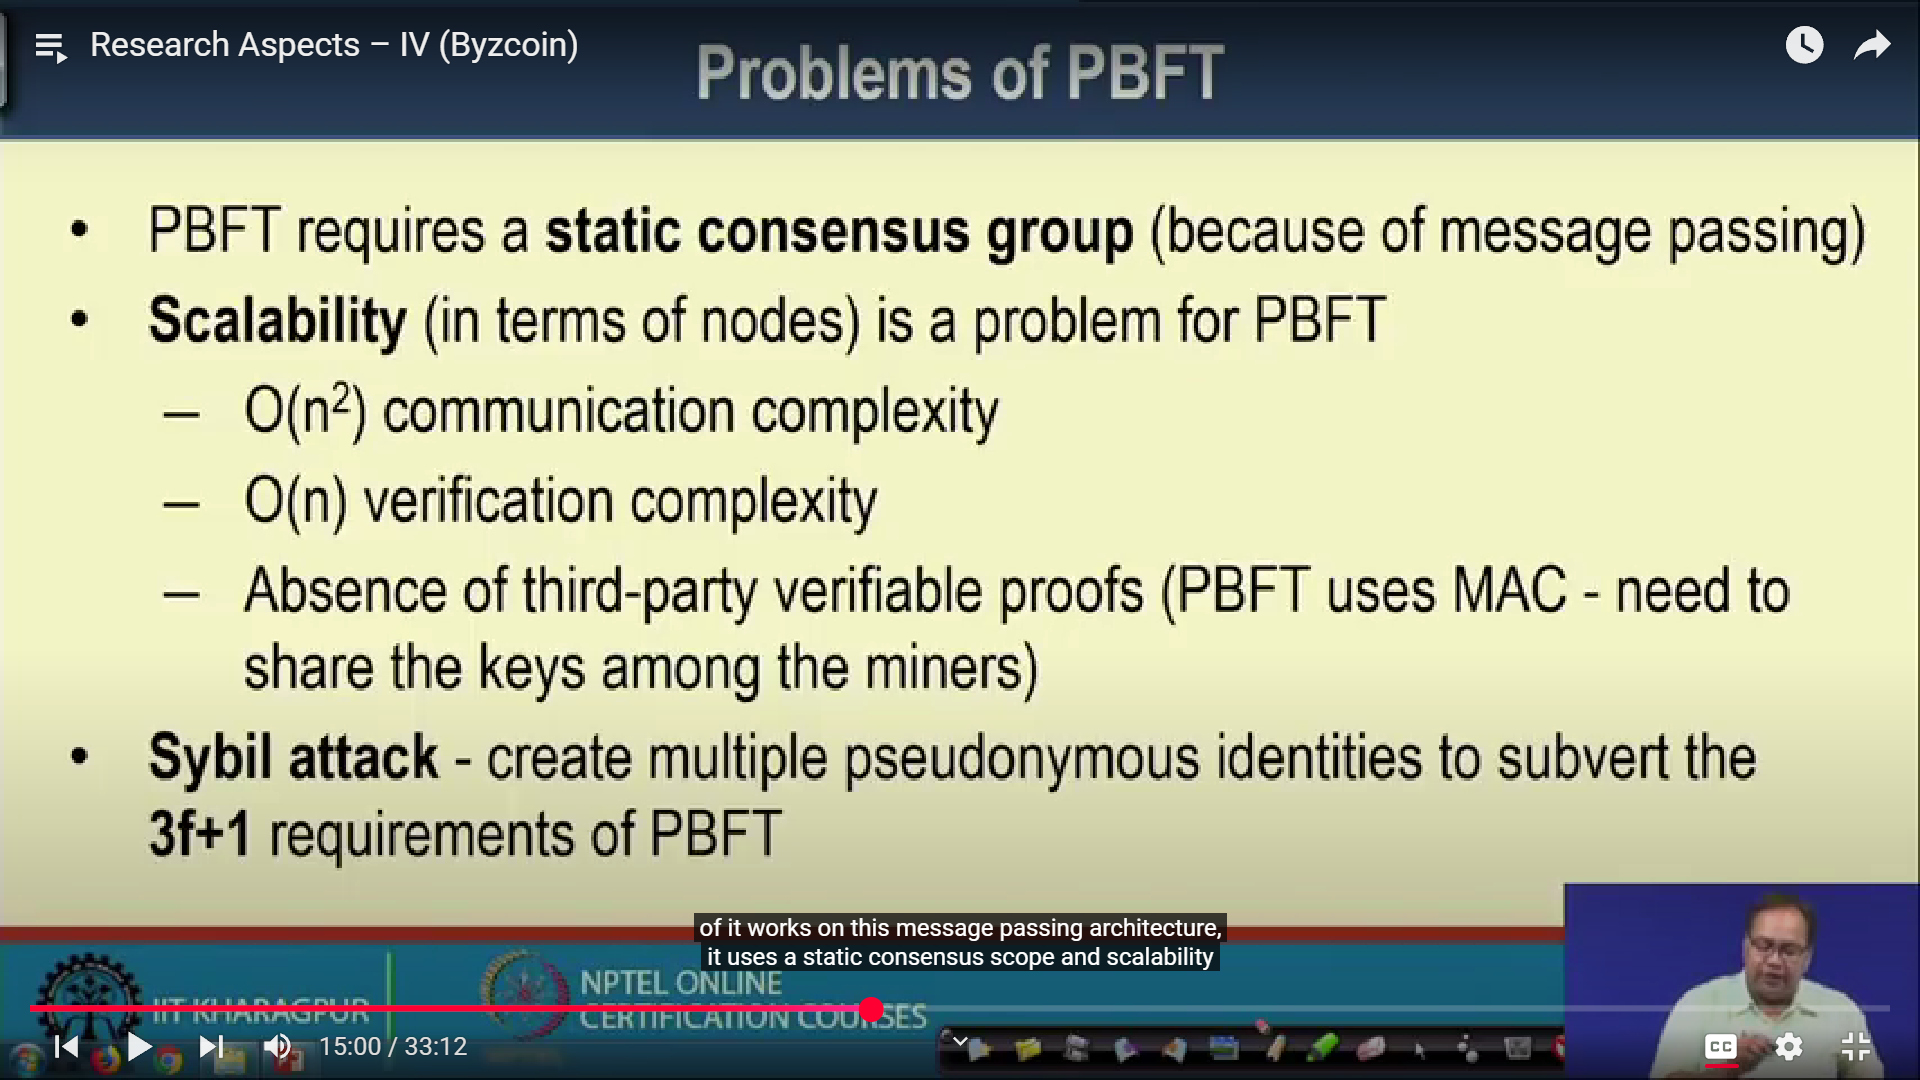 Research Aspects – IV (Byzcoin)
Problems of PBFT
• PBFT requires a static consensus group (because of message passing)
• Scalability (in terms of nodes) is a problem for PBFT
– O(n²) communication complexity
– O(n) verification complexity
– Absence of third-party verifiable proofs (PBFT uses MAC - need to
share the keys among the miners)
• Sybil attack - create multiple pseudonymous identities to subvert the
3f+1 requirements of PBFT
of it works on this message passing architecture,
it uses a static consensus scope and scalability
IIT KHARAGPUR
NPTEL ONLINE
CERTIFICATION COURSES
15:00 / 33:12
CC